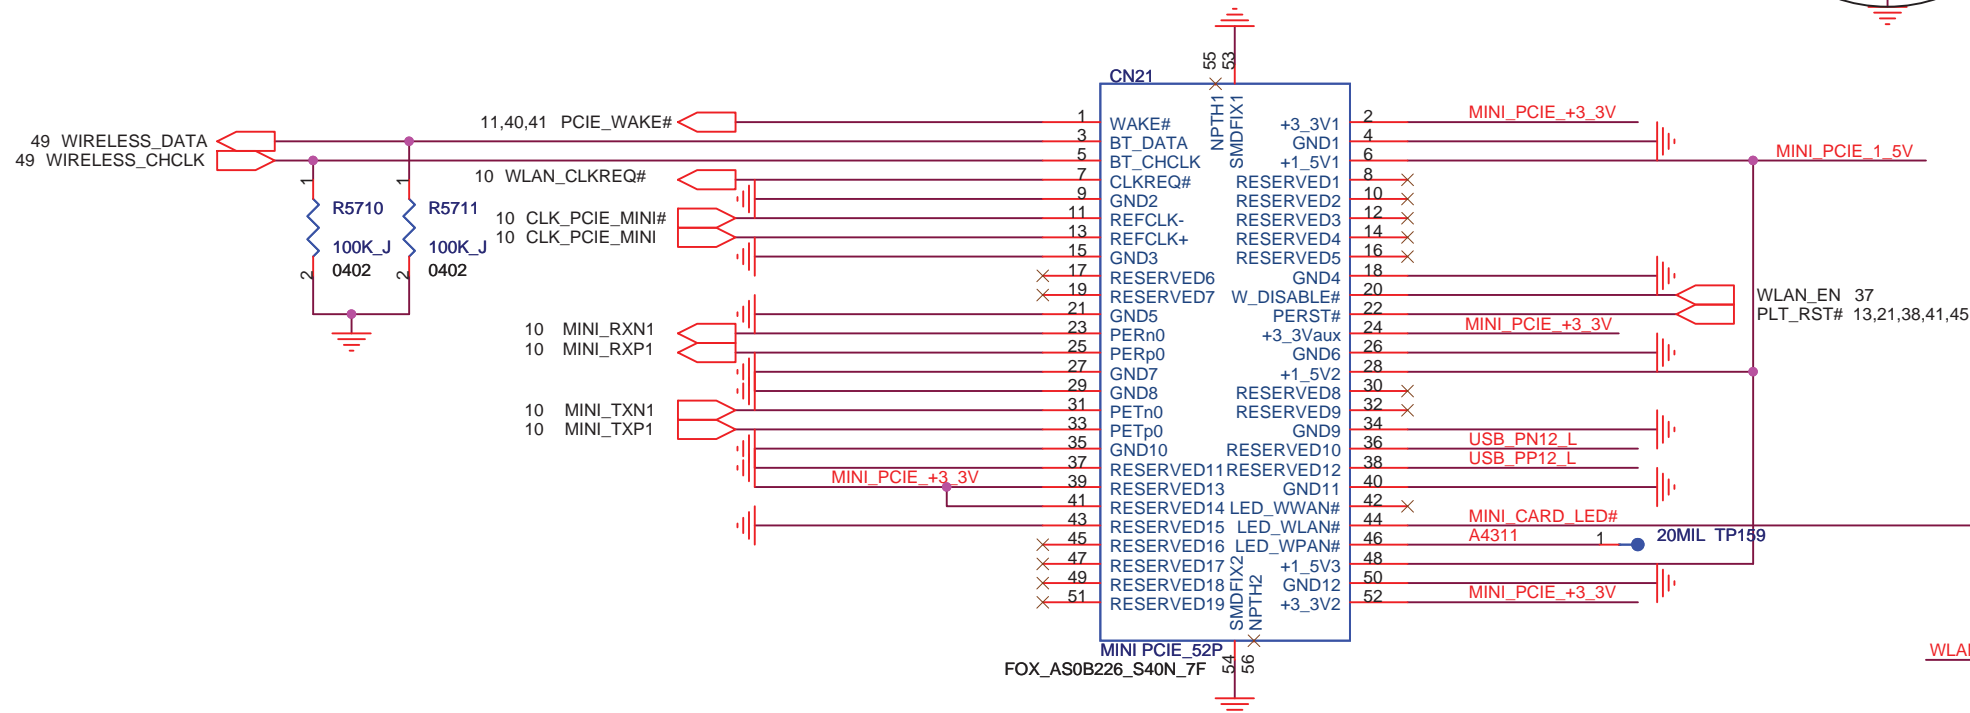 55
53
CN21
NPTH1
SMDFIX1
11,40,41 PCIE_WAKE#
1
WAKE#
+3_3V1
2
MINI_PCIE_+3_3V
49 WIRELESS_DATA
3
BT_DATA
GND1
4
49 WIRELESS_CHCLK
5
BT_CHCLK
+1_5V1
6
MINI_PCIE_1_5V
10 WLAN_CLKREQ#
7
CLKREQ#
RESERVED1
8
9
GND2
RESERVED2
10
10 CLK_PCIE_MINI#
11
REFCLK-
RESERVED3
12
10 CLK_PCIE_MINI
13
REFCLK+
RESERVED4
14
15
GND3
RESERVED5
16
1
R5710
100K_J
0402
2
1
R5711
100K_J
0402
2
17
RESERVED6
GND4
18
19
RESERVED7
W_DISABLE#
20
WLAN_EN 37
21
GND5
PERST#
22
PLT_RST# 13,21,38,41,45
10 MINI_RXN1
23
PERn0
+3_3Vaux
24
MINI_PCIE_+3_3V
10 MINI_RXP1
25
PERp0
GND6
26
27
GND7
+1_5V2
28
29
GND8
RESERVED8
30
10 MINI_TXN1
31
PETn0
RESERVED9
32
10 MINI_TXP1
33
PETp0
GND9
34
35
GND10
RESERVED10
36
USB_PN12_L
37
RESERVED11
RESERVED12
38
USB_PP12_L
MINI_PCIE_+3_3V
39
RESERVED13
GND11
40
41
RESERVED14
LED_WWAN#
42
43
RESERVED15
LED_WLAN#
44
MINI_CARD_LED#
45
RESERVED16
LED_WPAN#
46
A4311
1
20MIL TP159
47
RESERVED17
+1_5V3
48
49
RESERVED18
GND12
50
51
RESERVED19
+3_3V2
52
MINI_PCIE_+3_3V
SMDFIX2
NPTH2
MINI PCIE_52P
FOX_AS0B226_S40N_7F
54
56